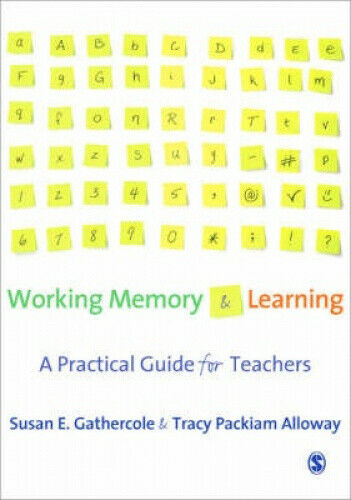 a A B b C D d E e
F f g G h i J k l m
q f o n R r T t v
w x z z S u y ~ # p
1 2 3 4 5 , @ ✓ ☺
6 7 8 9 0 * ; ! ?
Working Memory & Learning
A Practical Guide for Teachers
Susan E. Gathercole & Tracy Packiam Alloway
SAGE